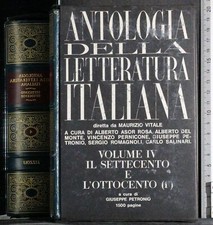 ANTOLOGIA
DELLA
LETTERATURA
ITALIANA
diretta da MAURIZIO VITALE
A CURA DI ALBERTO ASOR ROSA, ALBERTO DEL
MONTE, VINCENZO PERNICONE, GIUSEPPE PE-
TRONIO, SERGIO ROMAGNOLI, CARLO SALINARI.
VOLUME IV
IL SETTECENTO
E
L'OTTOCENTO (I°)
a cura di
GIUSEPPE PETRONIO
1000 pagine